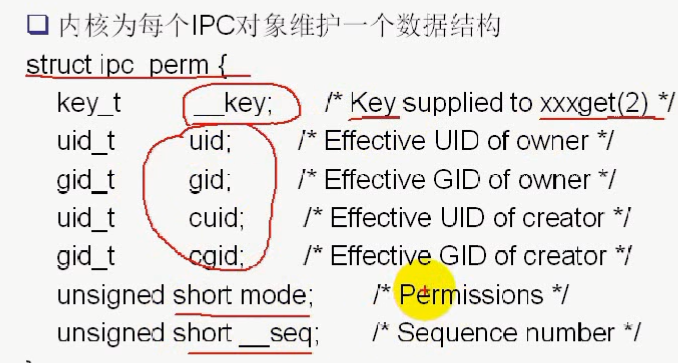 内核为每个IPC对象维护一个数据结构
struct ipc_perm {
key_t __key; /* Key supplied to xxxget(2) */
uid_t uid; /* Effective UID of owner */
gid_t gid; /* Effective GID of owner */
uid_t cuid; /* Effective UID of creator */
gid_t cgid; /* Effective GID of creator */
unsigned short mode; /* Permissions */
unsigned short __seq; /* Sequence number */